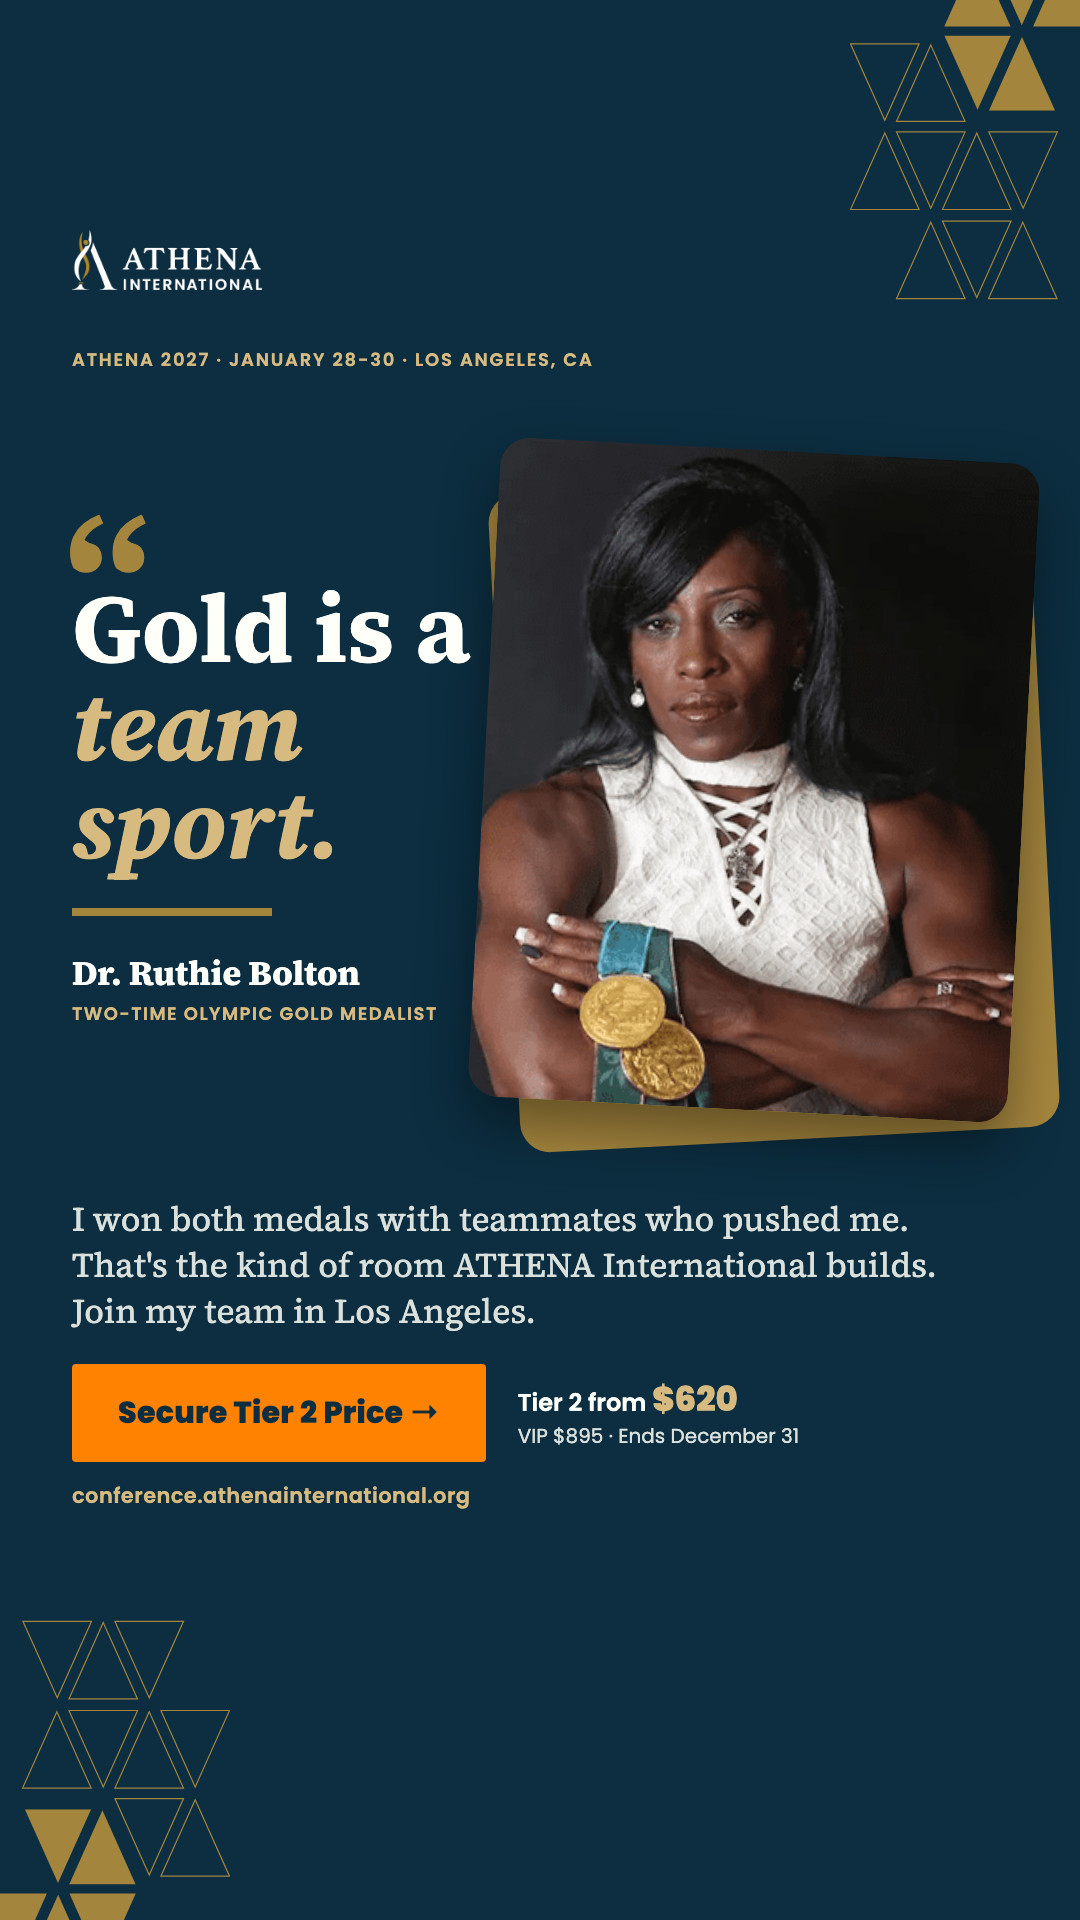 ATHENA
INTERNATIONAL
ATHENA 2027 · JANUARY 28-30 · LOS ANGELES, CA
“
Gold is a
team
sport.
Dr. Ruthie Bolton
TWO-TIME OLYMPIC GOLD MEDALIST
I won both medals with teammates who pushed me.
That's the kind of room ATHENA International builds.
Join my team in Los Angeles.
Secure Tier 2 Price →
Tier 2 from $620
VIP $895 · Ends December 31
conference.athenainternational.org